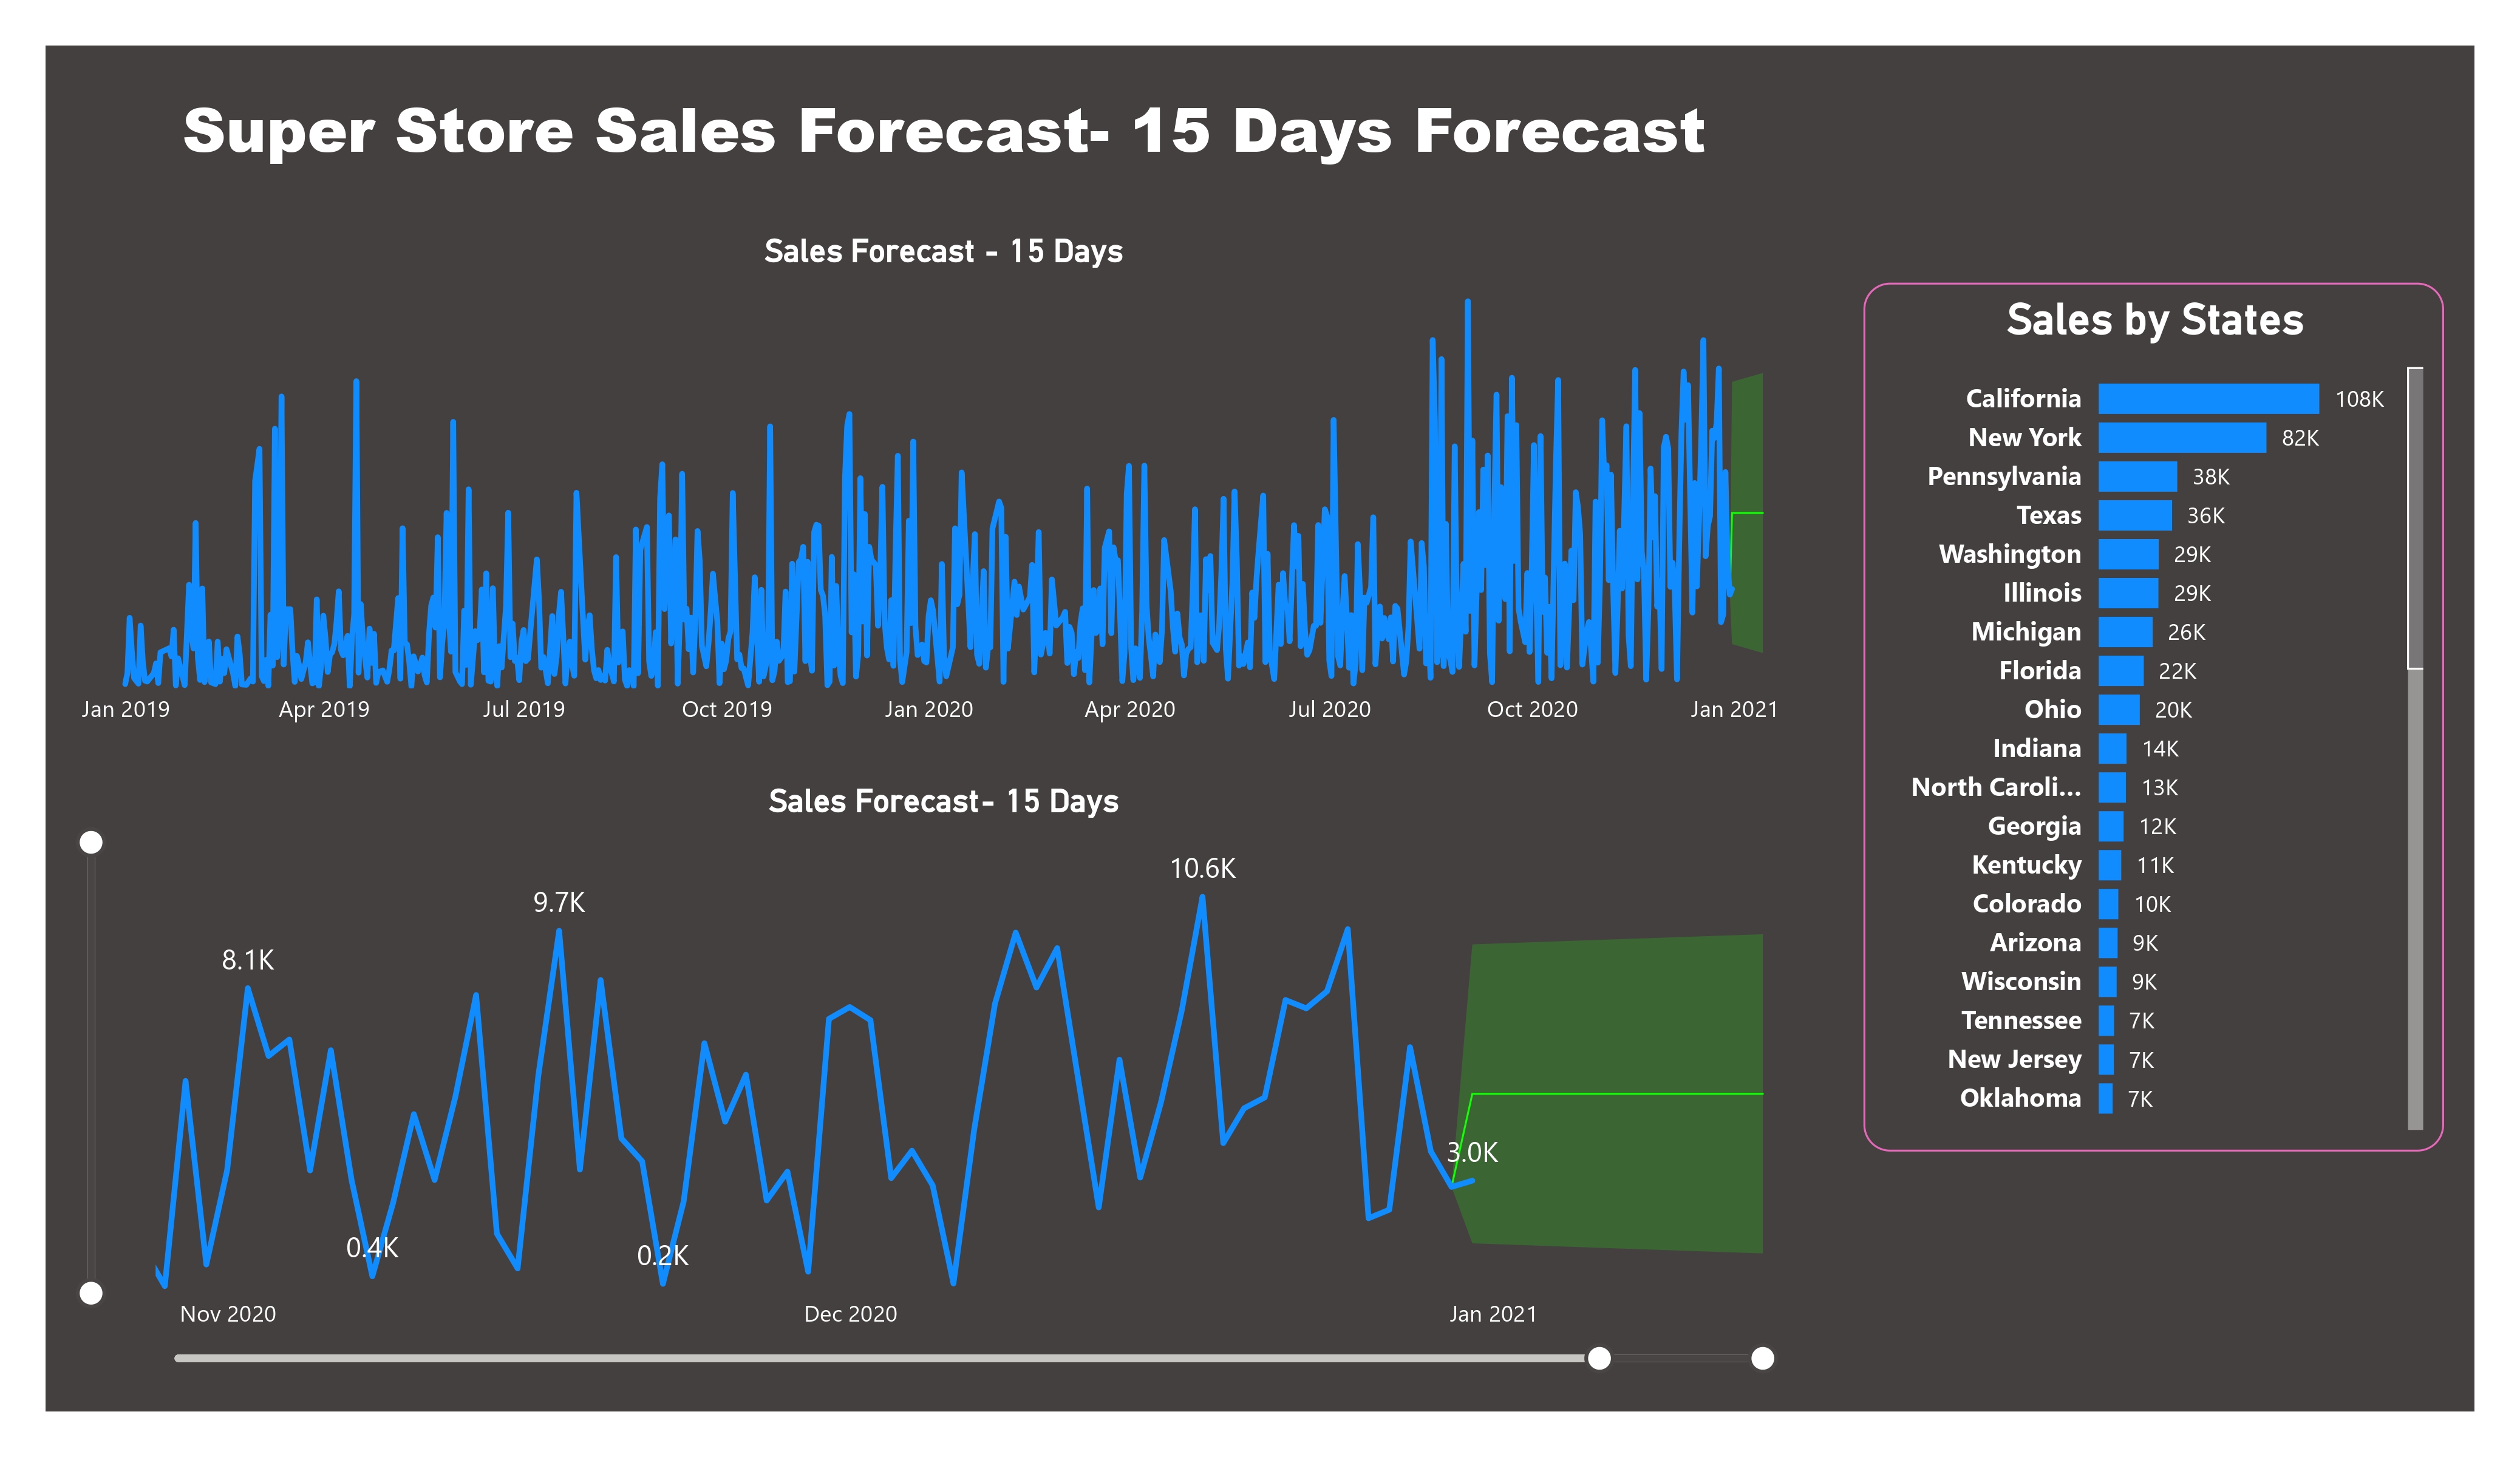 Super Store Sales Forecast- 15 Days Forecast
Sales Forecast - 15 Days
Jan 2019 Apr 2019 Jul 2019 Oct 2019 Jan 2020 Apr 2020 Jul 2020 Oct 2020 Jan 2021
Sales Forecast- 15 Days
10.6K
9.7K
8.1K
3.0K
0.4K
0.2K
Nov 2020 Dec 2020 Jan 2021
Sales by States
California 108K
New York 82K
Pennsylvania 38K
Texas 36K
Washington 29K
Illinois 29K
Michigan 26K
Florida 22K
Ohio 20K
Indiana 14K
North Caroli... 13K
Georgia 12K
Kentucky 11K
Colorado 10K
Arizona 9K
Wisconsin 9K
Tennessee 7K
New Jersey 7K
Oklahoma 7K